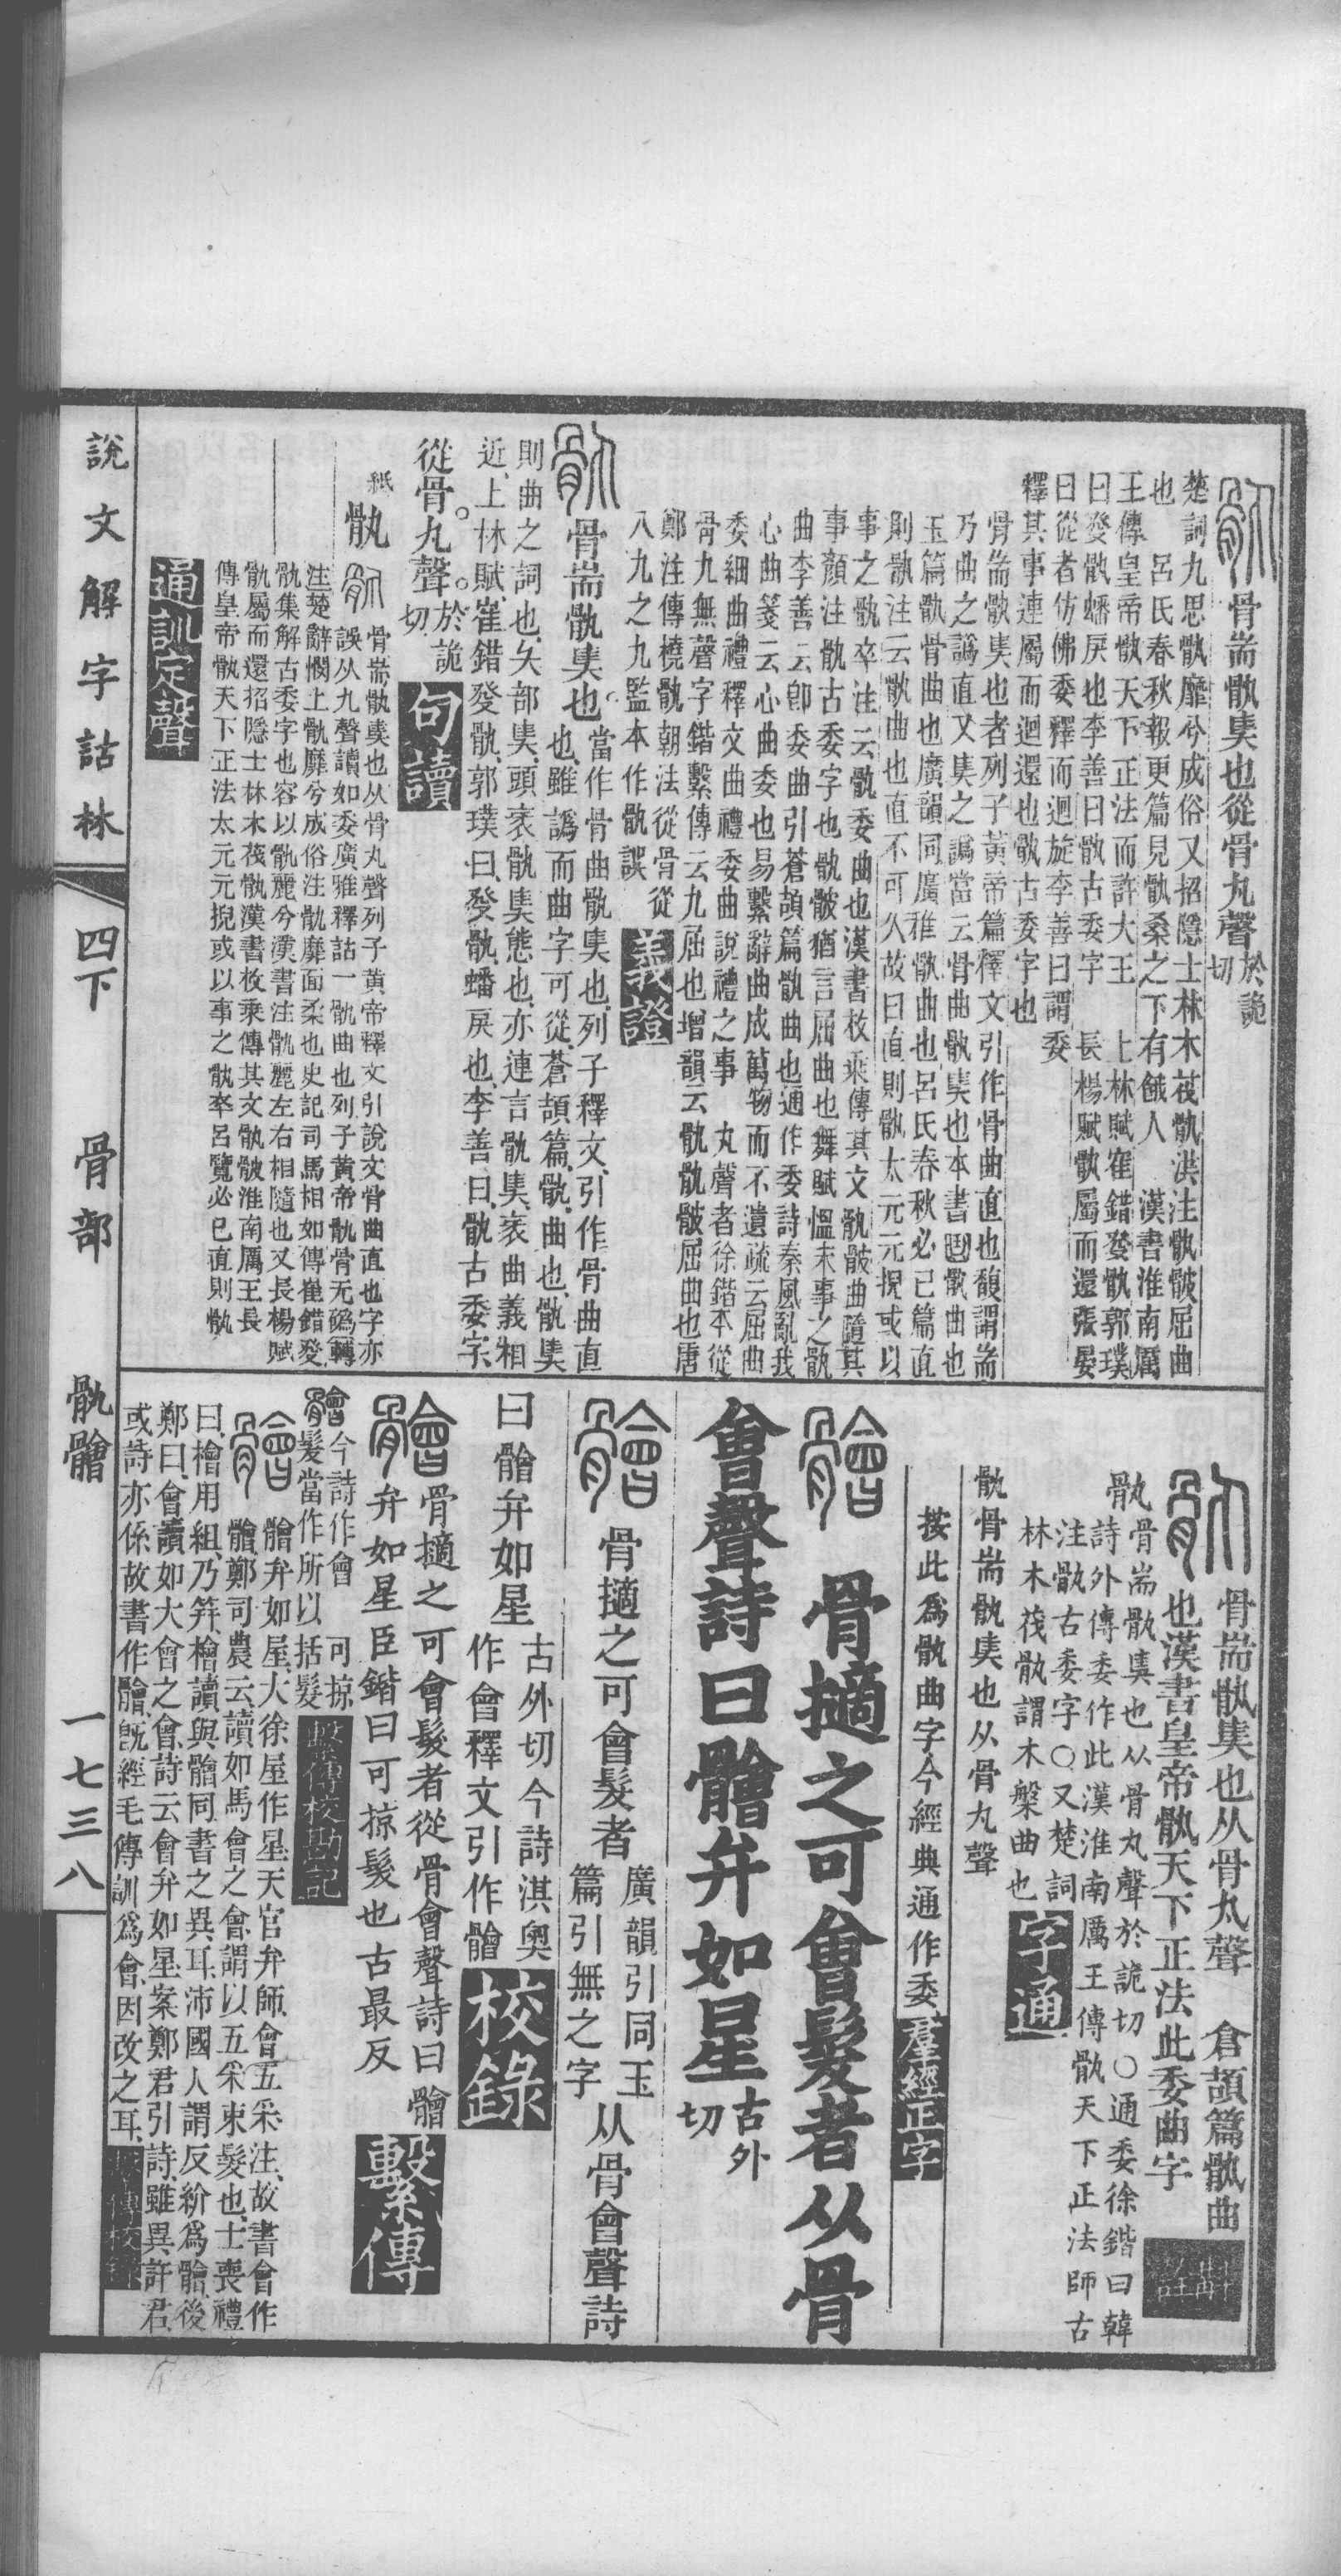 骨耑骫𡘋也從骨丸聲於詭切
楚詞九思骫靡兮成俗又招隱士林木茷骫洪注骫骳屈曲
也 呂氏春秋報更篇見骫桑之下有餓人 漢書淮南厲
王傳皇帝骫天下正法而許大王 上林賦崔錯癹骫郭璞
曰癹骫蟠戾也李善曰骫古委字 長楊賦骫屬而還張晏
曰從者仿佛委釋而迴旋李善曰謂委
釋其事連屬而迴還也骫古委字也
骨耑骫𡘋也者列子黃帝篇釋文引作骨曲直也馥謂耑
乃曲之譌直又𡘋之譌當云骨曲骫𡘋也本書骫曲也
玉篇骫骨曲也廣韻同廣雅骫曲也呂氏春秋必已篇直
則骫注云骫曲也直不可久故曰直則骫太元元掜或以
事之骫卒注云骫委曲也漢書枚乘傳其文骫骳曲隨其
事顏注骫古委字也骫骳猶言屈曲也舞賦慍末事之骫
曲李善云卽委曲引蒼頡篇骫曲也通作委詩秦風亂我
心曲箋云心曲委也易繫辭曲成萬物而不遺疏云屈曲
委細曲禮釋文曲禮委曲說禮之事 丸聲者徐鍇本從
骨九無聲字鍇繫傳云九屈也增韻云骫骫骳屈曲也唐
鄭注傳橈骫朝法從骨從
八九之九監本作骫誤
義證
骨耑骫𡘋也當作骨曲骫𡘋也列子釋文引作骨曲直
也雖譌而曲字可從蒼頡篇骫曲也骫𡘋
則曲之詞也夨部𡘋頭衺骫𡘋態也亦連言骫𡘋衺曲義相
近上林賦崔錯癹骫郭璞曰癹骫蟠戾也李善曰骫古委字
從骨丸聲於詭切
句讀
紙
骫
骨耑骫𡘋也从骨丸聲列子黃帝釋文引說文骨曲直也字亦
誤从九聲讀如委廣雅釋詁一骫曲也列子黃帝骫骨无䃣轉
注楚辭憫上骫靡兮成俗注骫靡面柔也史記司馬相如傳崔錯癹
骫集解古委字也容以骫麗兮漢書注骫麗左右相隨也又長楊賦
骫屬而還招隱士林木茷骫漢書枚乘傳其文骫骳淮南厲王長
傳皇帝骫天下正法太元元掜或以事之骫卒呂覽必已直則骫
通訓定聲
骨耑骫𡘋也从骨丸聲 倉頡篇骫曲
也漢書皇帝骫天下正法此委曲字
斠詮
骫骨耑骫𡘋也从骨丸聲於詭切○通委徐鍇曰韓
詩外傳委作此漢淮南厲王傳骫天下正法師古
注骫古委字○又楚詞
林木茷骫謂木槃曲也
字通
骫骨耑骫𡘋也从骨丸聲
按此為骫曲字今經典通作委
羣經正字
骨擿之可會髮者从骨
會聲詩曰䯤弁如星古外切
骨擿之可會髮者廣韻引同玉篇引無之字从骨會聲詩
曰䯤弁如星古外切今詩淇奧作會釋文引作䯤
校錄
骨擿之可會髮者從骨會聲詩曰䯤
弁如星臣鍇曰可掠髮也古最反
繫傳
䯤今詩作會 可掠
髮當作所以括髮
繫傳校勘記
䯤弁如星大徐星作星天官弁師會五采注故書會作
䯤鄭司農云讀如馬會之會謂以五采束髮也士喪禮
曰檜用組乃筓檜讀與䯤同書之異耳沛國人謂反紒為䯤後
鄭曰會讀如大會之會詩云會弁如星案鄭君引詩雖異許君
或詩亦係故書作䯤旣經毛傳訓為會因改之耳
繫傳校錄
說文解字詁林
四下
骨部
骫䯤
一七三八